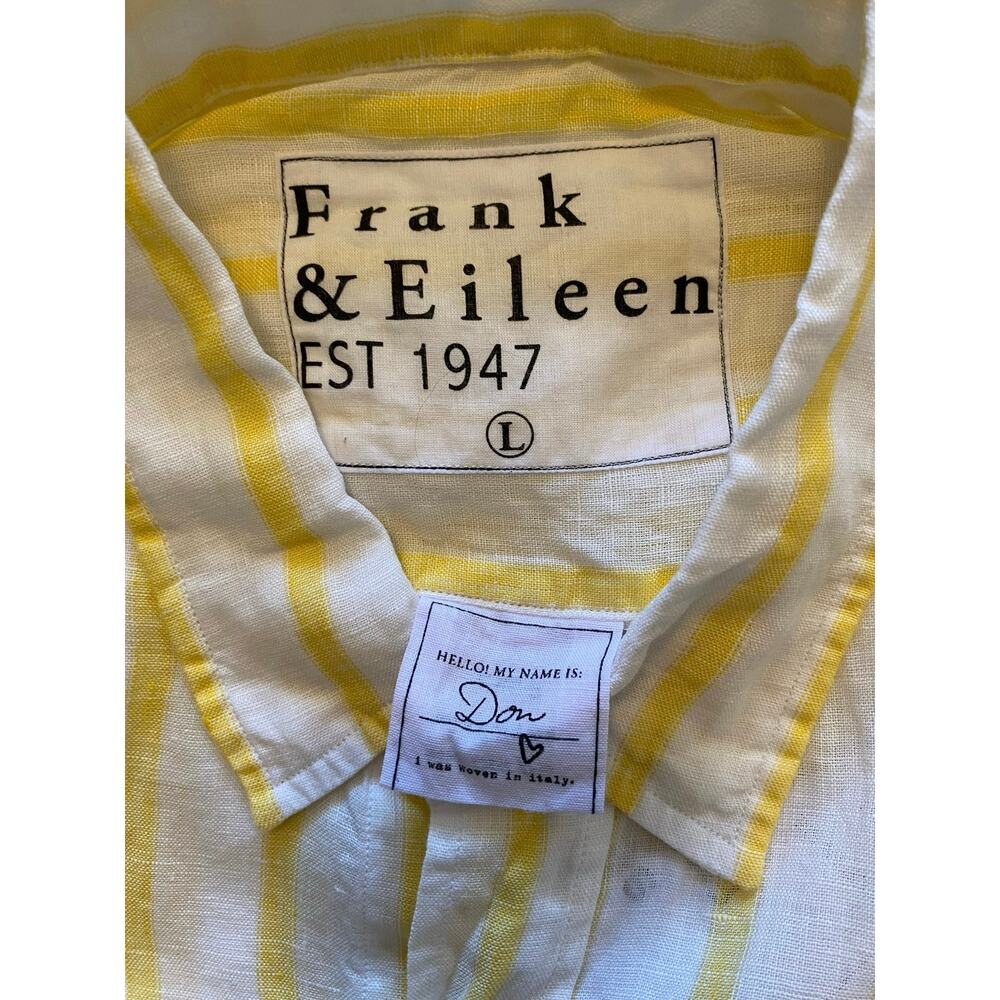 Frank
& Eileen
EST 1947
L
HELLO! MY NAME IS:
Don
i was woven in italy.